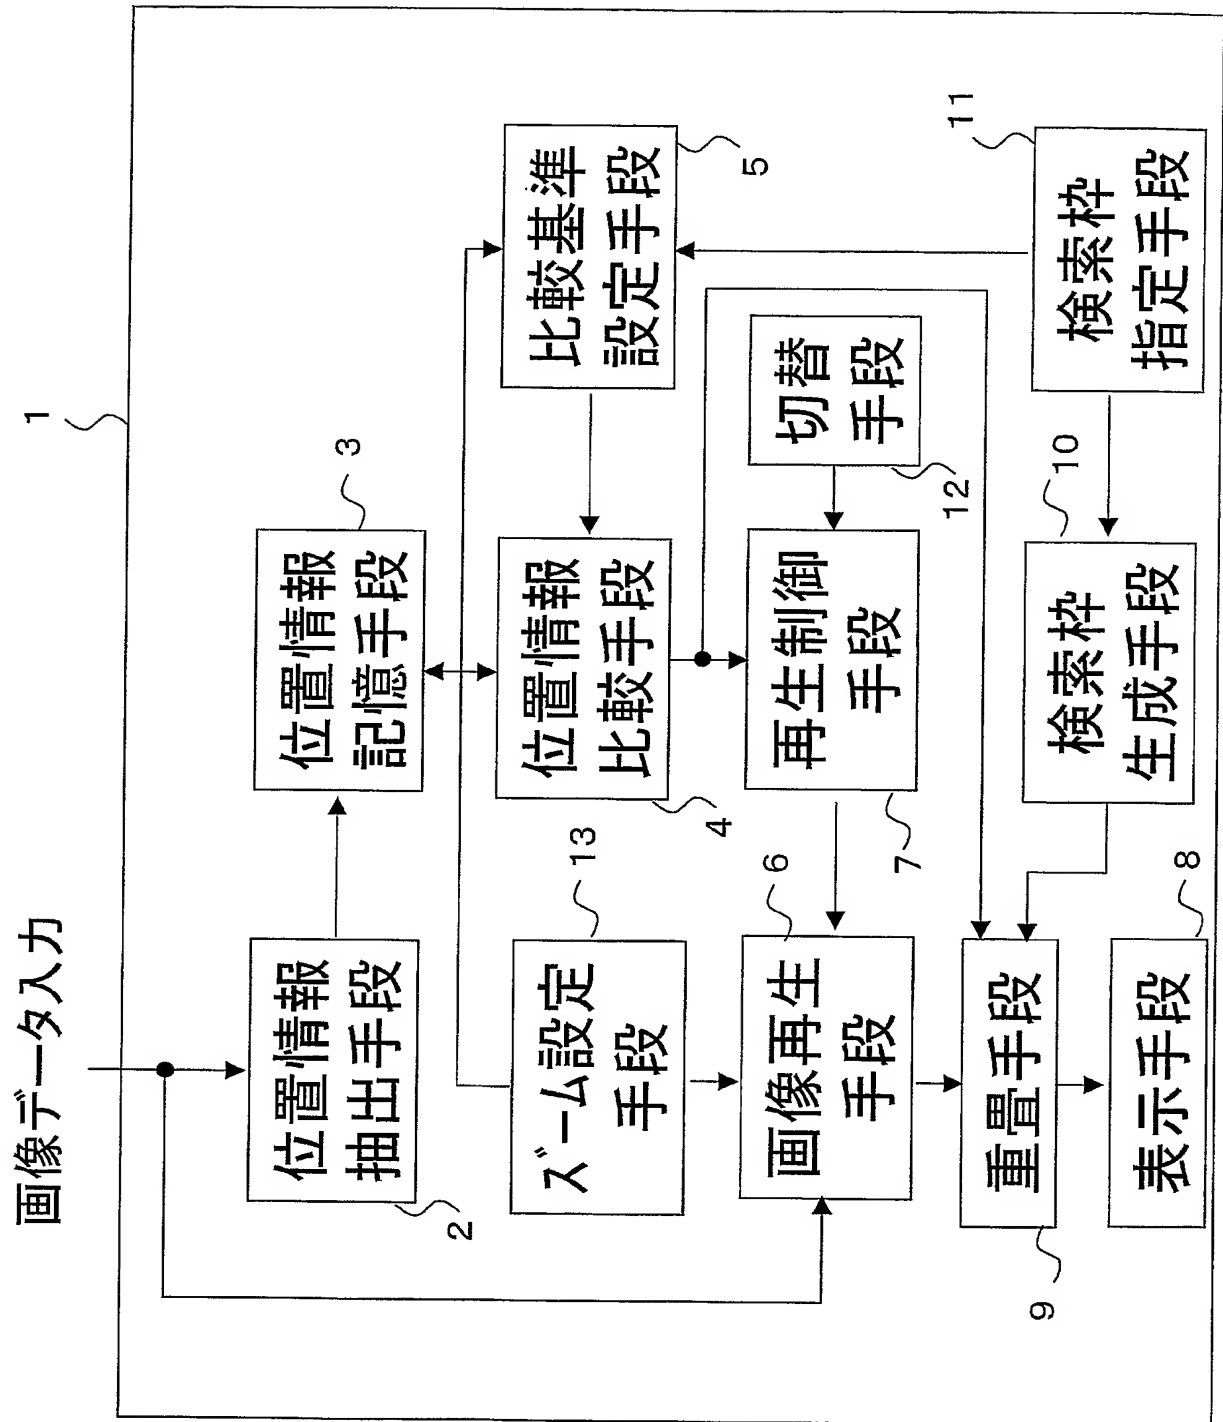 画像データ入力
1
位置情報
抽出手段
2
位置情報
記憶手段
3
ズーム設定
手段
13
位置情報
比較手段
4
比較基準
設定手段
5
画像再生
手段
6
再生制御
手段
7
切替
手段
12
重畳手段
9
検索枠
生成手段
10
検索枠
指定手段
11
表示手段
8